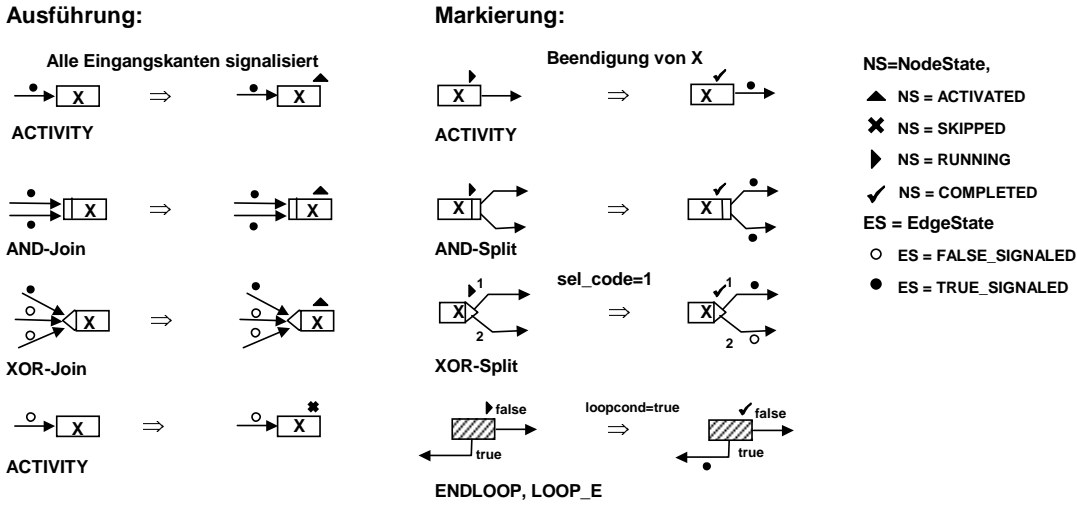 Ausführung:
Markierung:
Alle Eingangskanten signalisiert
X ⇒ X
ACTIVITY
X ⇒ X
AND-Join
X ⇒ X
XOR-Join
X ⇒ X
ACTIVITY
Beendigung von X
X ⇒ X
ACTIVITY
X ⇒ X
AND-Split
sel_code=1
X 1 2 ⇒ X 1 2
XOR-Split
loopcond=true
false true ⇒ false true
ENDLOOP, LOOP_E
NS=NodeState,
NS = ACTIVATED
NS = SKIPPED
NS = RUNNING
NS = COMPLETED
ES = EdgeState
ES = FALSE_SIGNALED
ES = TRUE_SIGNALED